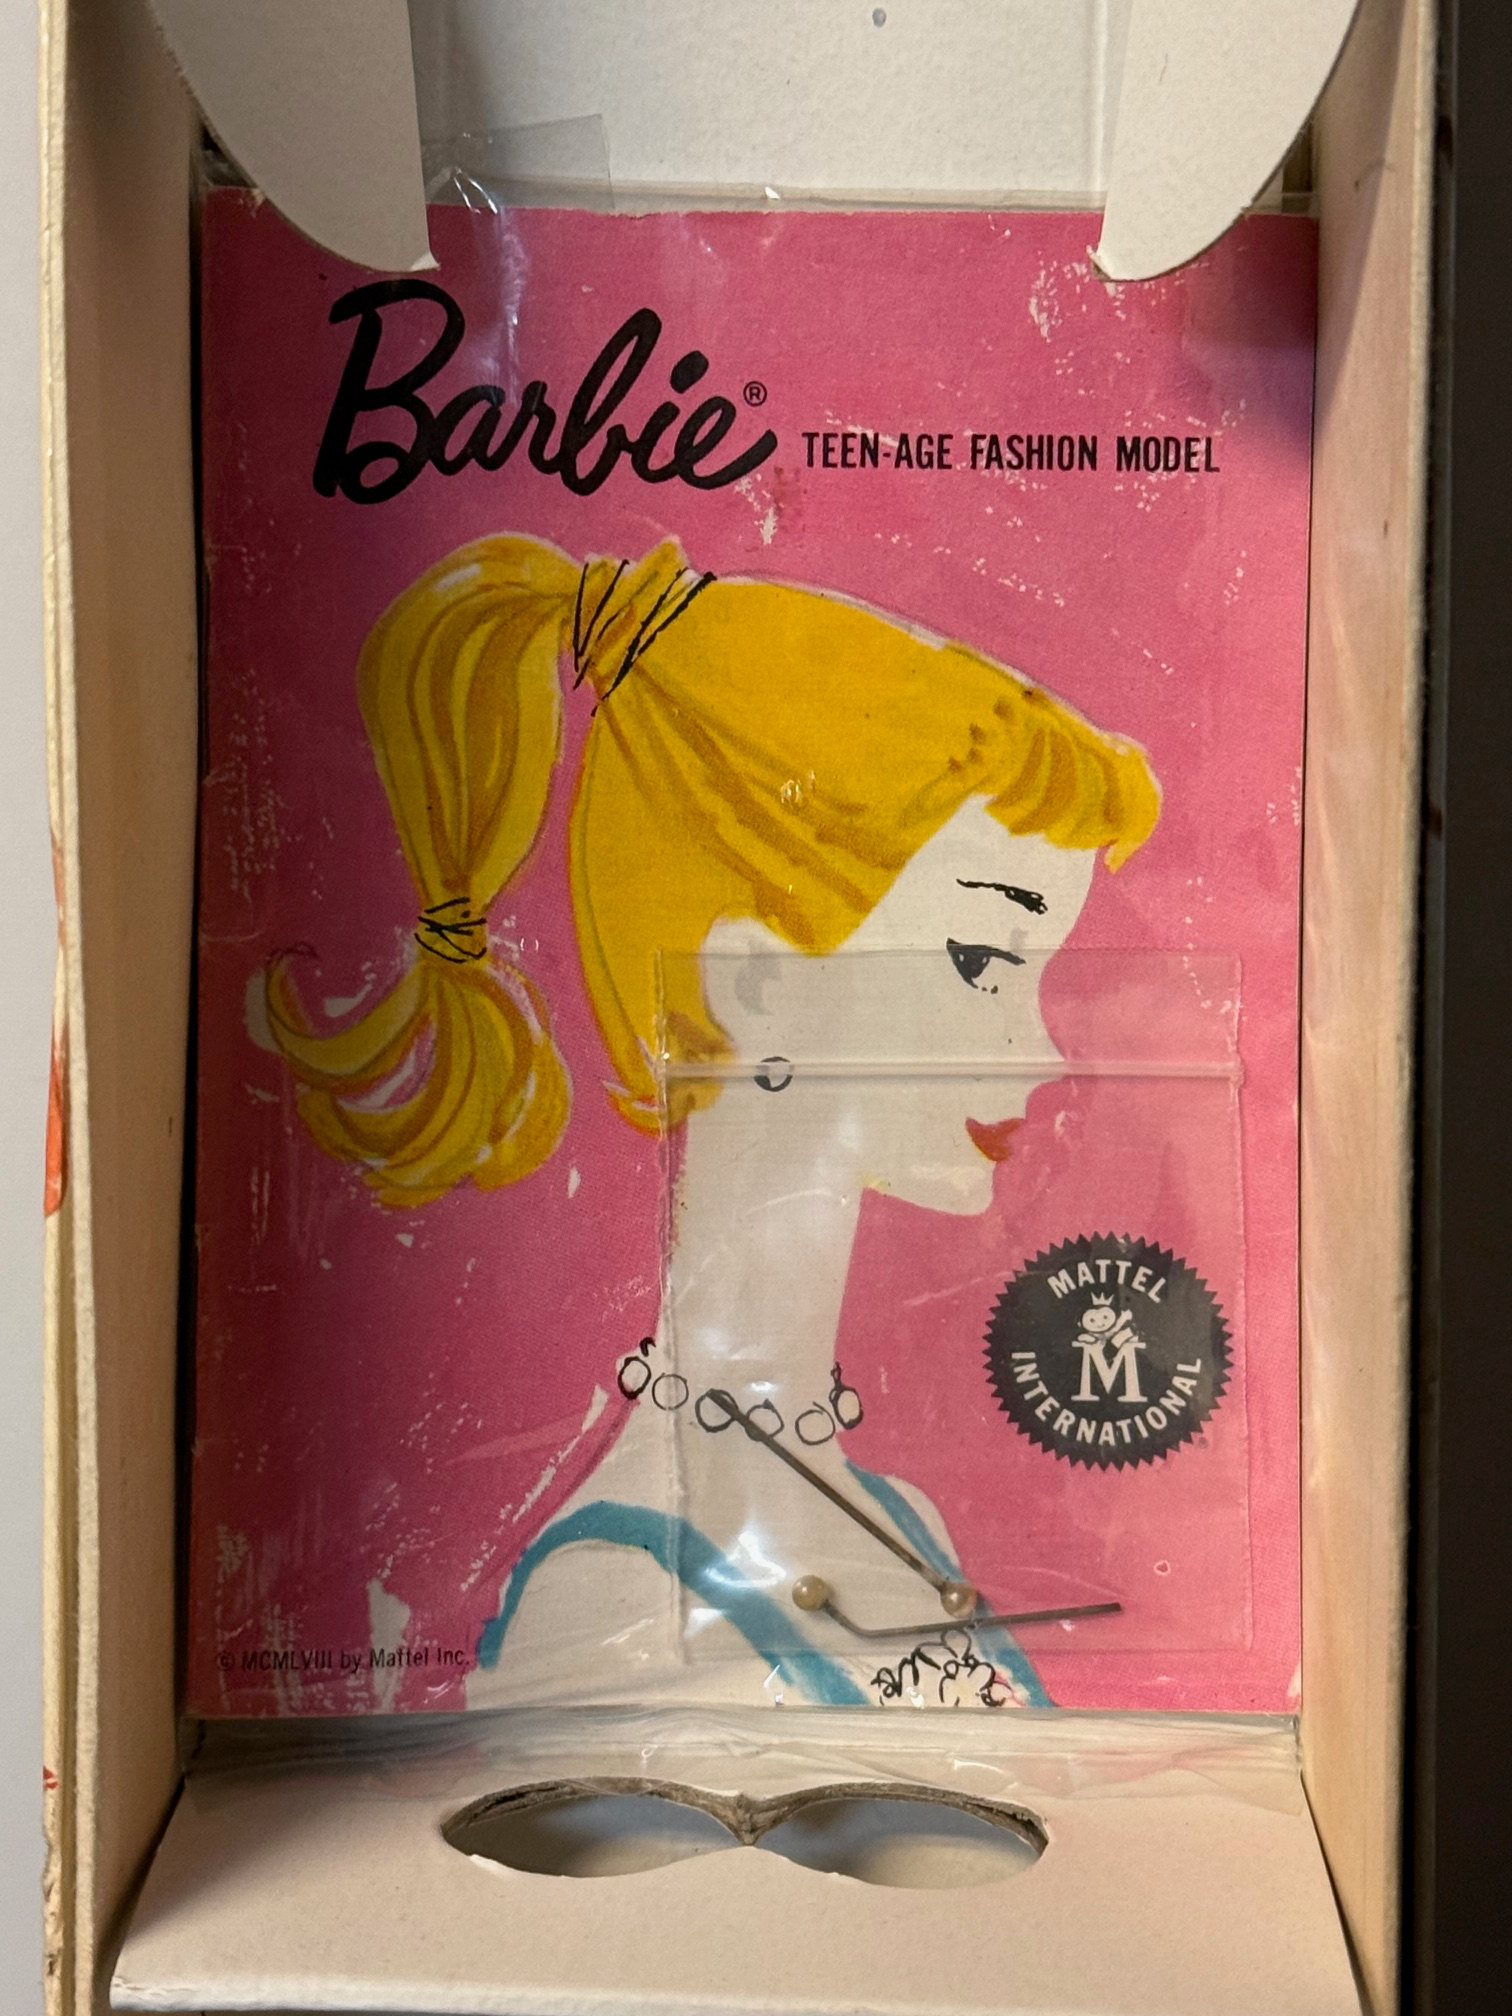 Barbie®
TEEN-AGE FASHION MODEL
MATTEL
M
INTERNATIONAL
© MCMLVIII by Mattel Inc.